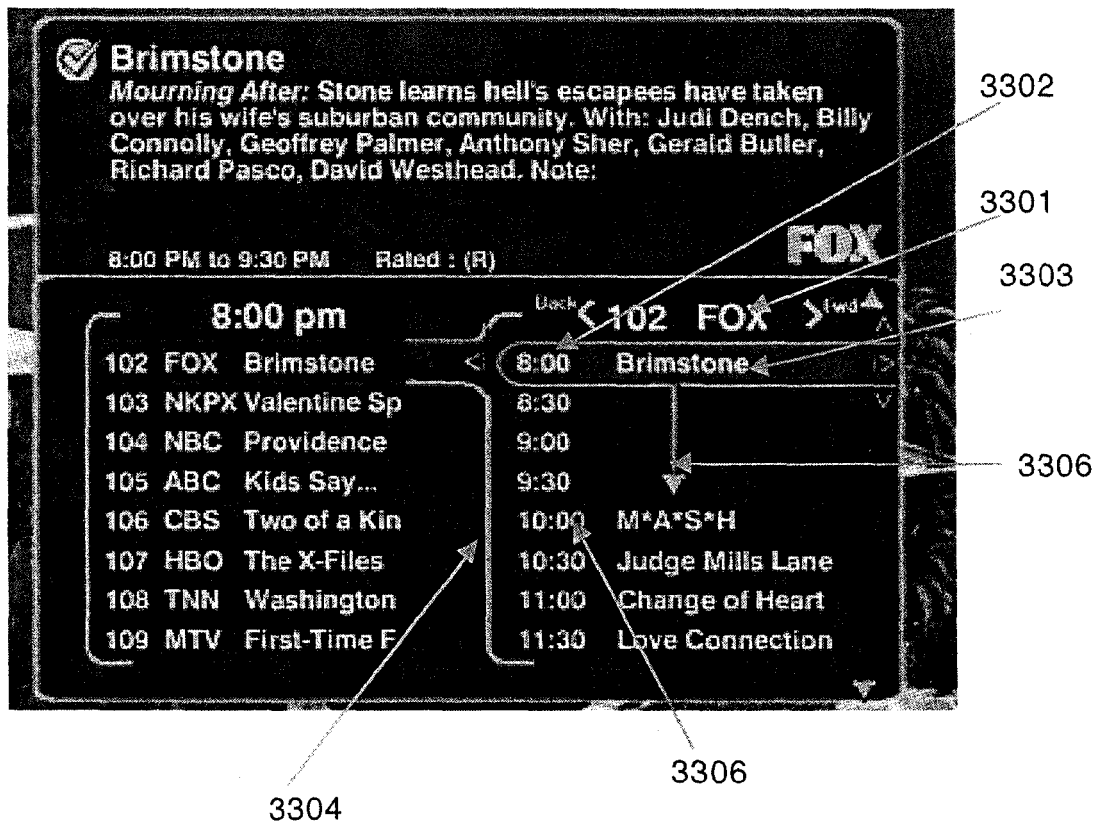 Brimstone
Mourning After: Stone learns hell's escapees have taken
over his wife's suburban community. With: Judi Dench, Billy
Connolly, Geoffrey Palmer, Anthony Sher, Gerald Butler,
Richard Pasco, David Westhead. Note:
FOX
8:00 PM to 9:30 PM Rated : (R)
8:00 pm
102 FOX Brimstone
103 NKPX Valentine Sp
104 NBC Providence
105 ABC Kids Say...
106 CBS Two of a Kin
107 HBO The X-Files
108 TNN Washington
109 MTV First-Time F
Back < 102 FOX > Fwd
8:00 Brimstone
8:30
9:00
9:30
10:00 M*A*S*H
10:30 Judge Mills Lane
11:00 Change of Heart
11:30 Love Connection
3302
3301
3303
3306
3306
3304